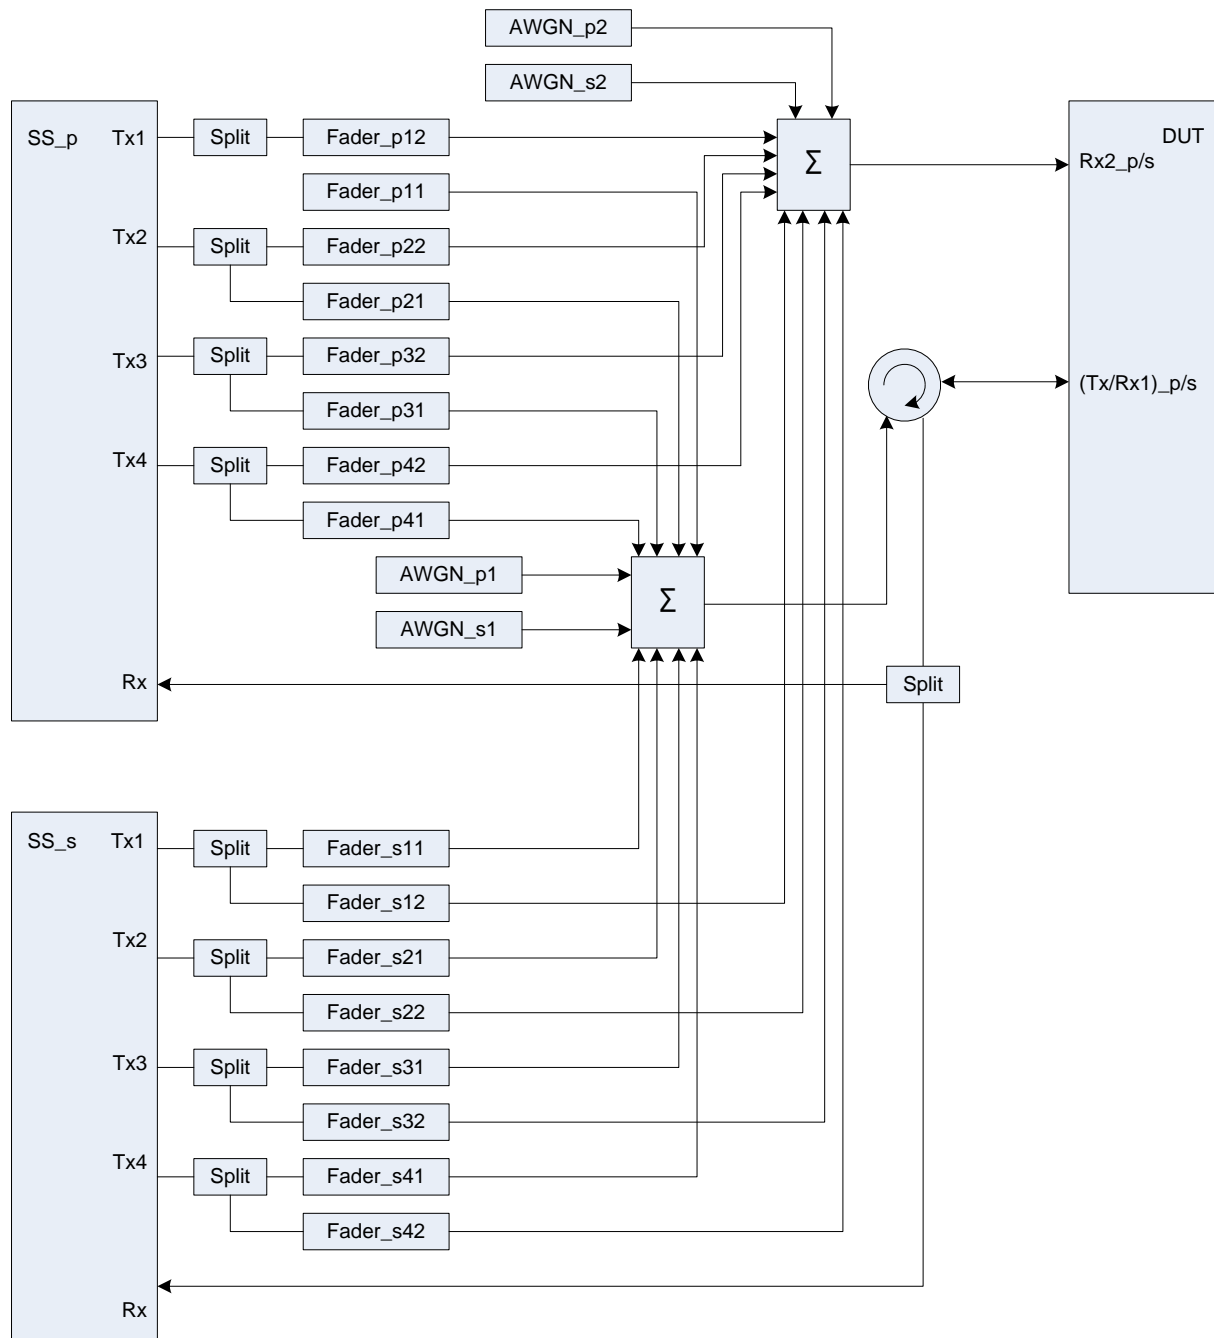 AWGN_p2
AWGN_s2
SS_p
Tx1
Split
Fader_p12
Σ
DUT
Rx2_p/s
Fader_p11
Tx2
Split
Fader_p22
Fader_p21
Tx3
Split
Fader_p32
(Tx/Rx1)_p/s
Fader_p31
Tx4
Split
Fader_p42
Fader_p41
AWGN_p1
Σ
AWGN_s1
Rx
Split
SS_s
Tx1
Split
Fader_s11
Fader_s12
Tx2
Split
Fader_s21
Fader_s22
Tx3
Split
Fader_s31
Fader_s32
Tx4
Split
Fader_s41
Fader_s42
Rx